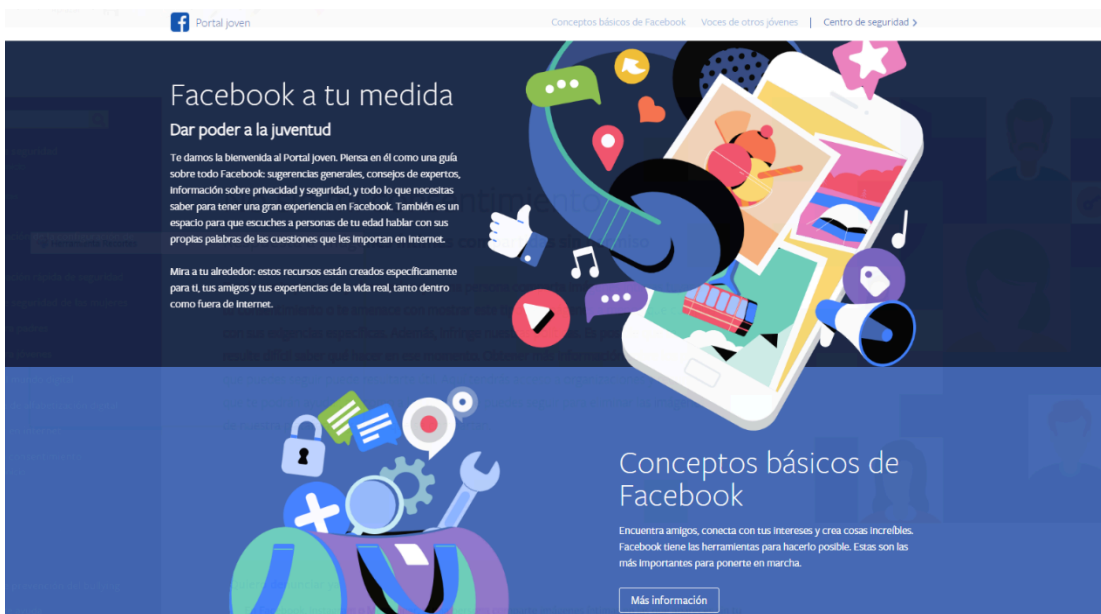 Portal joven
Conceptos básicos de Facebook Voces de otros jóvenes | Centro de seguridad >
Facebook a tu medida
Dar poder a la juventud
Te damos la bienvenida al Portal joven. Piensa en él como una guía
sobre todo Facebook: sugerencias generales, consejos de expertos,
información sobre privacidad y seguridad, y todo lo que necesitas
saber para tener una gran experiencia en Facebook. También es un
espacio para que escuches a personas de tu edad hablar con sus
propias palabras de las cuestiones que les importan en internet.
Mira a tu alrededor: estos recursos están creados específicamente
para ti, tus amigos y tus experiencias de la vida real, tanto dentro
como fuera de internet.
Conceptos básicos de
Facebook
Encuentra amigos, conecta con tus intereses y crea cosas increíbles.
Facebook tiene las herramientas para hacerlo posible. Estas son las
más importantes para ponerte en marcha.
Más información